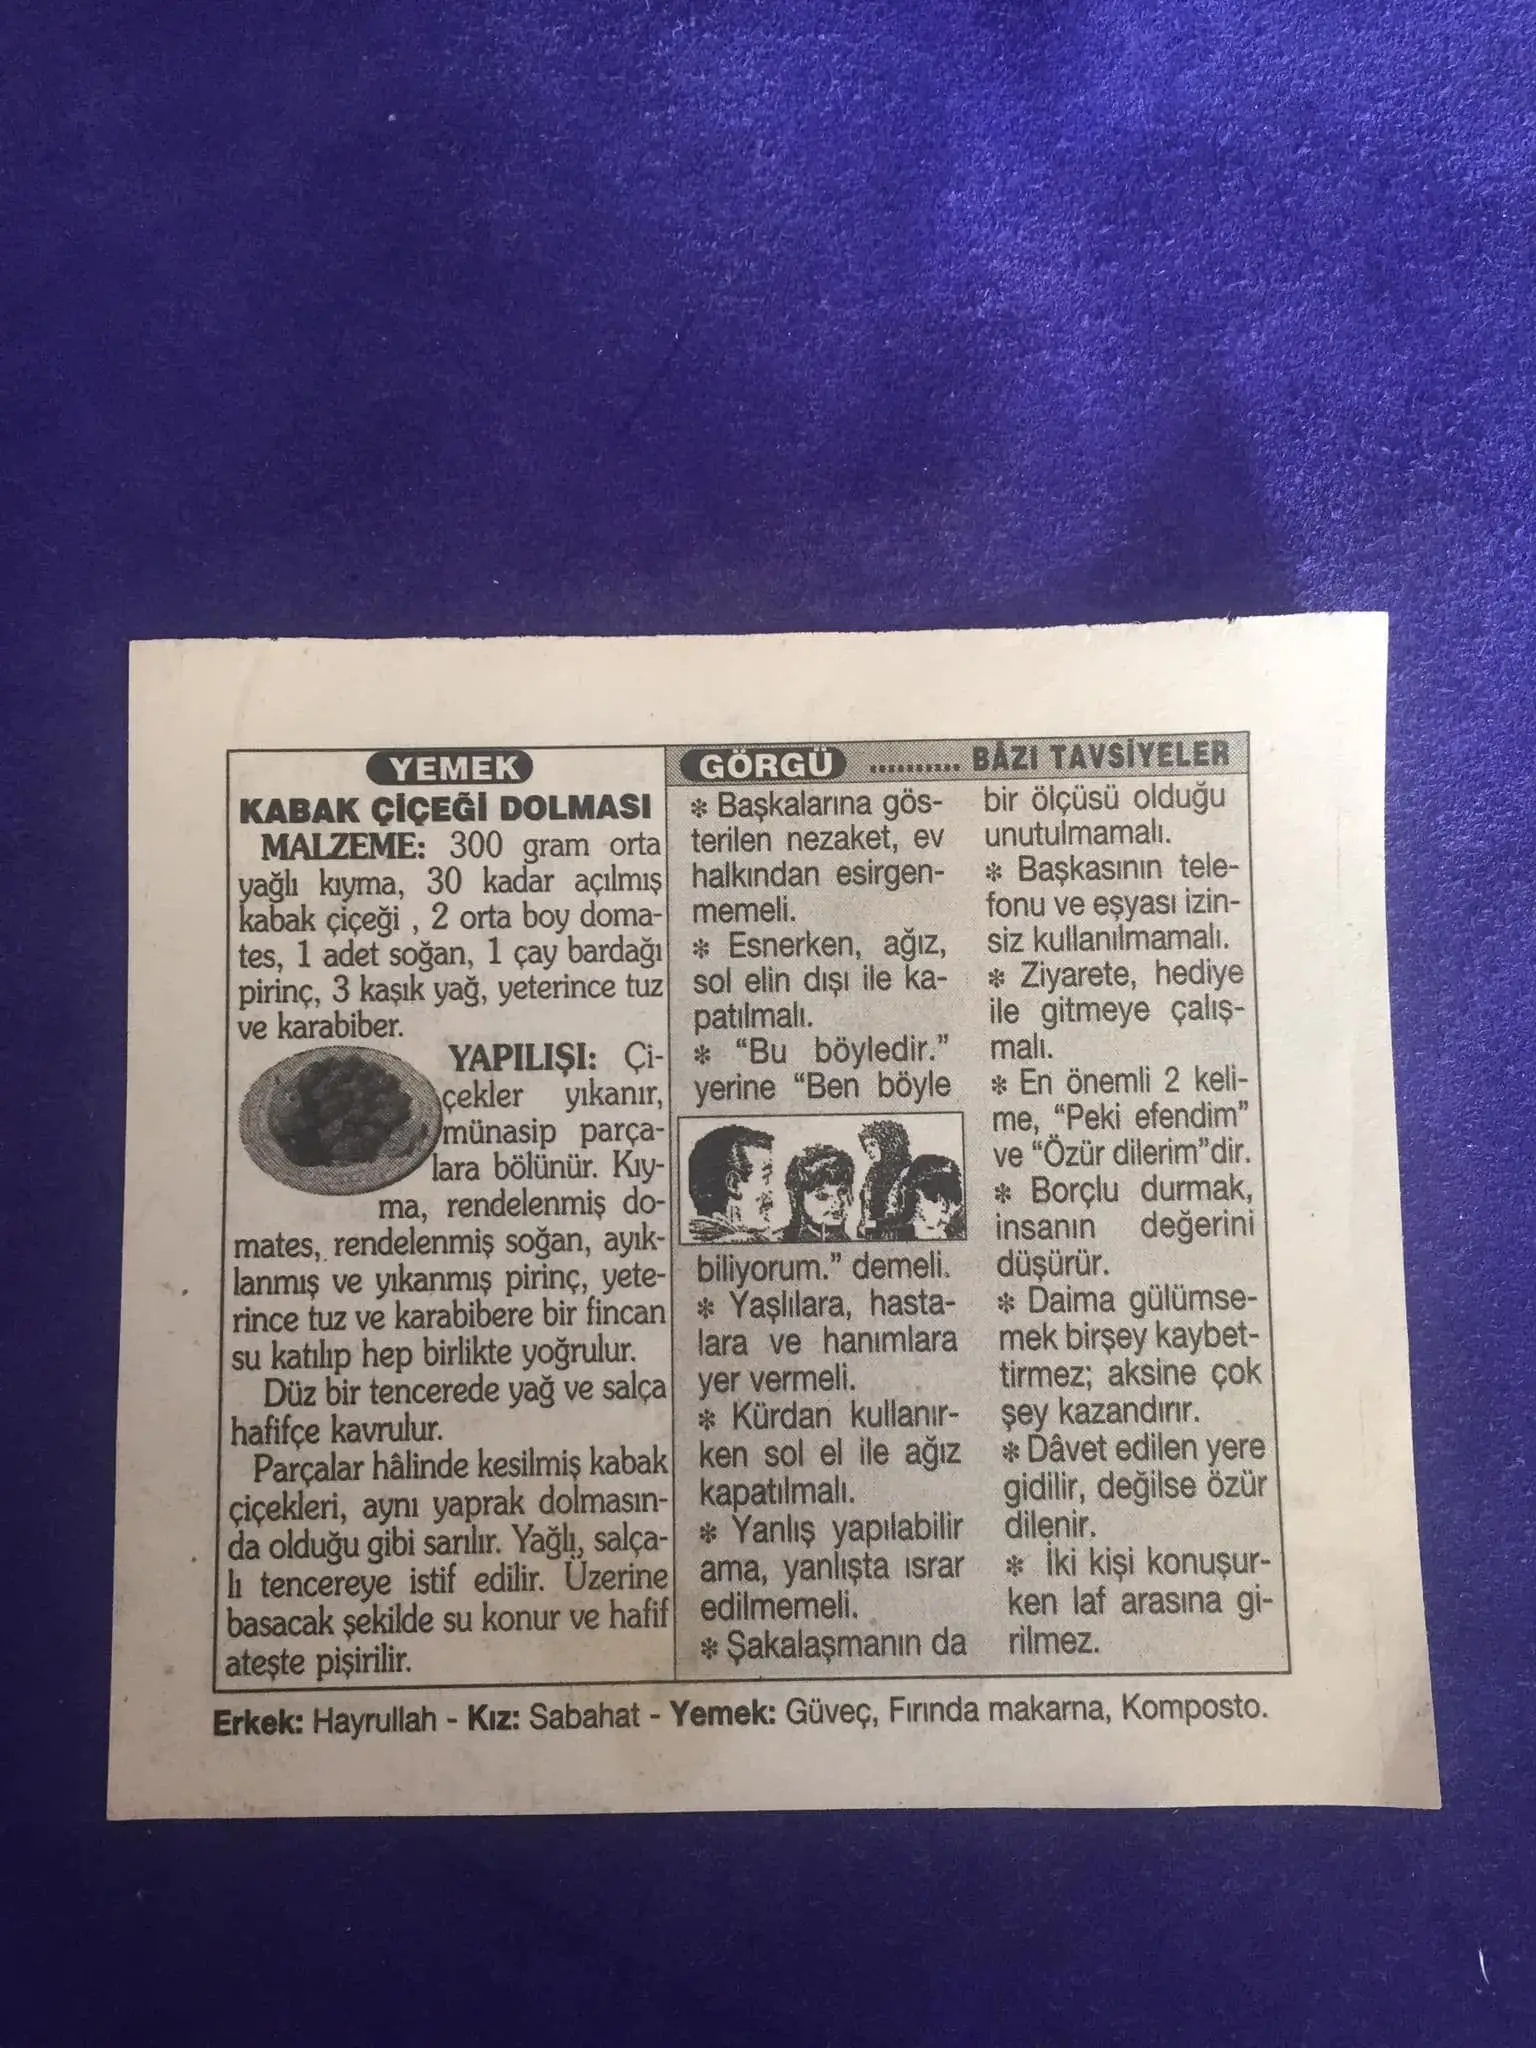 YEMEK
KABAK ÇİÇEĞİ DOLMASI
MALZEME: 300 gram orta
yağlı kıyma, 30 kadar açılmış
kabak çiçeği , 2 orta boy doma-
tes, 1 adet soğan, 1 çay bardağı
pirinç, 3 kaşık yağ, yeterince tuz
ve karabiber.
YAPILIŞI: Çi-
çekler yıkanır,
münasip parça-
lara bölünür. Kıy-
ma, rendelenmiş do-
mates, rendelenmiş soğan, ayık-
lanmış ve yıkanmış pirinç, yete-
rince tuz ve karabibere bir fincan
su katılıp hep birlikte yoğrulur.
Düz bir tencerede yağ ve salça
hafifçe kavrulur.
Parçalar hâlinde kesilmiş kabak
çiçekleri, aynı yaprak dolmasın-
da olduğu gibi sarılır. Yağlı, salça-
lı tencereye istif edilir. Üzerine
basacak şekilde su konur ve hafif
ateşte pişirilir.
GÖRGÜ .......... BÂZI TAVSİYELER
* Başkalarına gös-
terilen nezaket, ev
halkından esirgen-
memeli.
* Esnerken, ağız,
sol elin dışı ile ka-
patılmalı.
* “Bu böyledir.”
yerine “Ben böyle
biliyorum.” demeli.
* Yaşlılara, hasta-
lara ve hanımlara
yer vermeli.
* Kürdan kullanır-
ken sol el ile ağız
kapatılmalı.
* Yanlış yapılabilir
ama, yanlışta ısrar
edilmemeli.
* Şakalaşmanın da
bir ölçüsü olduğu
unutulmamalı.
* Başkasının tele-
fonu ve eşyası izin-
siz kullanılmamalı.
* Ziyarete, hediye
ile gitmeye çalış-
malı.
* En önemli 2 keli-
me, “Peki efendim”
ve “Özür dilerim”dir.
* Borçlu durmak,
insanın değerini
düşürür.
* Daima gülümse-
mek birşey kaybet-
tirmez; aksine çok
şey kazandırır.
* Dâvet edilen yere
gidilir, değilse özür
dilenir.
* İki kişi konuşur-
ken laf arasına gi-
rilmez.
Erkek: Hayrullah - Kız: Sabahat - Yemek: Güveç, Fırında makarna, Komposto.